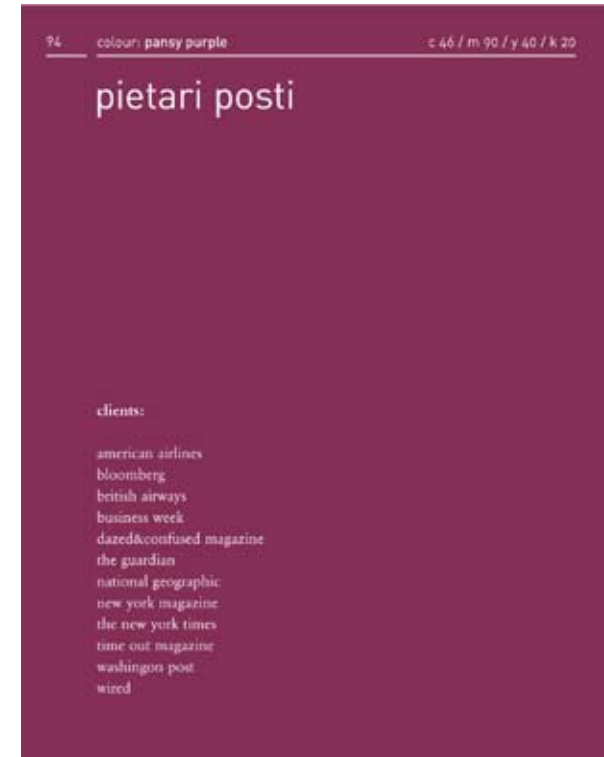 94 colour: pansy purple c 46 / m 90 / y 40 / k 20
pietari posti
clients:
american airlines
bloomberg
british airways
business week
dazed&confused magazine
the guardian
national geographic
new york magazine
the new york times
time out magazine
washingon post
wired